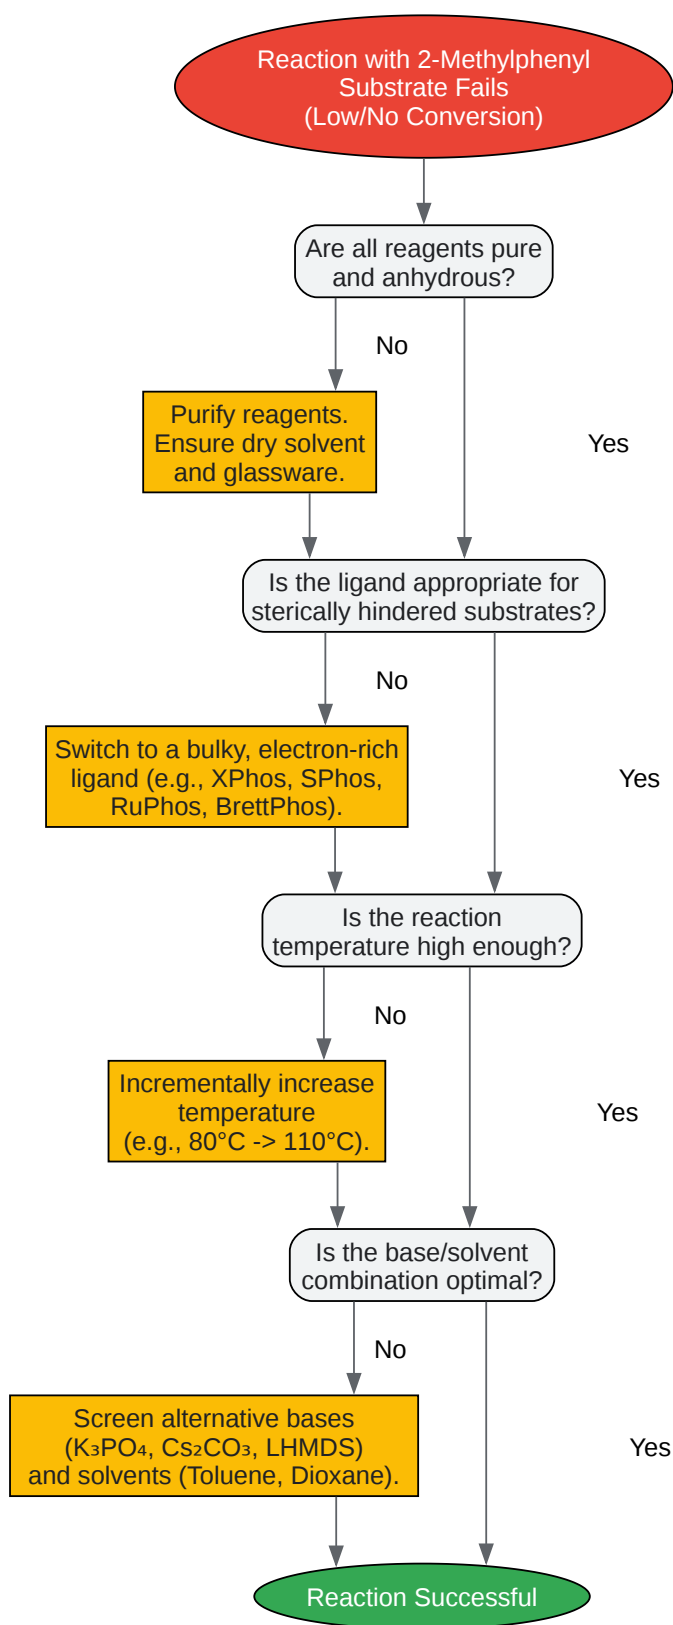 Reaction with 2-Methylphenyl
Substrate Fails
(Low/No Conversion)
Are all reagents pure
and anhydrous?
No
Purify reagents.
Ensure dry solvent
and glassware.
Yes
Is the ligand appropriate for
sterically hindered substrates?
No
Switch to a bulky, electron-rich
ligand (e.g., XPhos, SPhos,
RuPhos, BrettPhos).
Yes
Is the reaction
temperature high enough?
No
Incrementally increase
temperature
(e.g., 80°C -> 110°C).
Yes
Is the base/solvent
combination optimal?
No
Screen alternative bases
(K₃PO₄, Cs₂CO₃, LHMDS)
and solvents (Toluene, Dioxane).
Yes
Reaction Successful